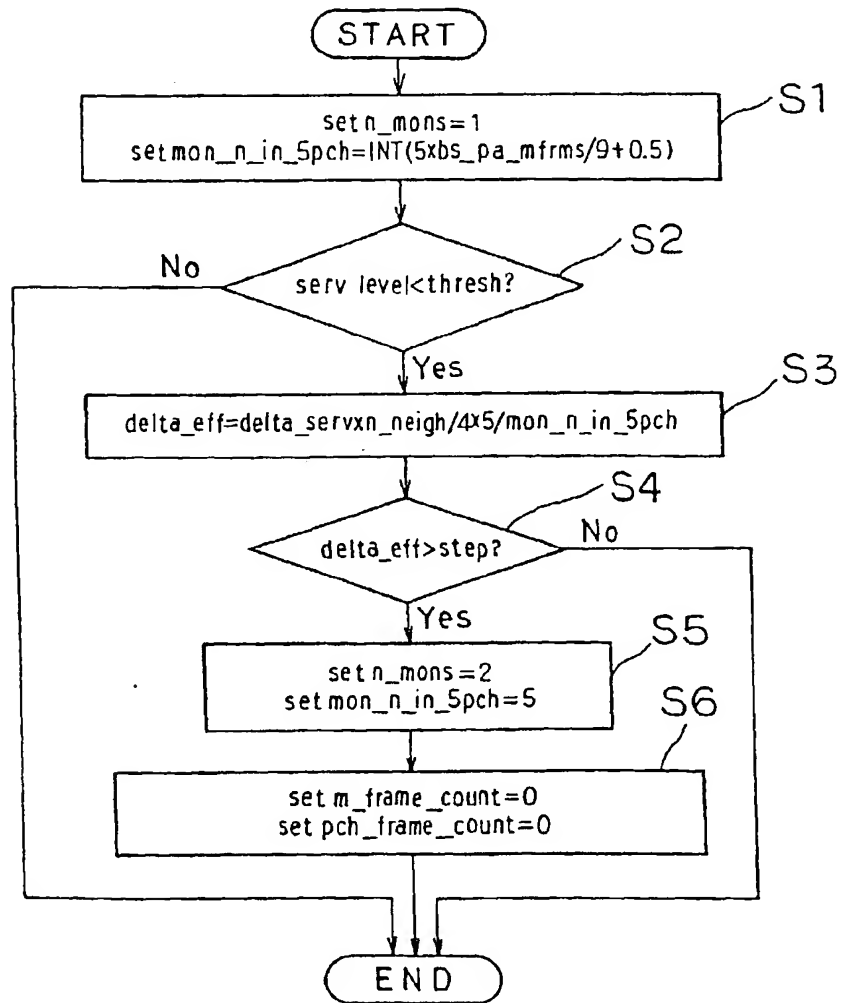 START
S1
set n_mons=1
set mon_n_in_5pch=INT(5xbs_pa_mfrms/9+0.5)
S2
No
serv level<thresh?
Yes
S3
delta_eff=delta_servxn_neigh/4x5/mon_n_in_5pch
S4
No
delta_eff>step?
Yes
S5
set n_mons=2
set mon_n_in_5pch=5
S6
set m_frame_count=0
set pch_frame_count=0
END